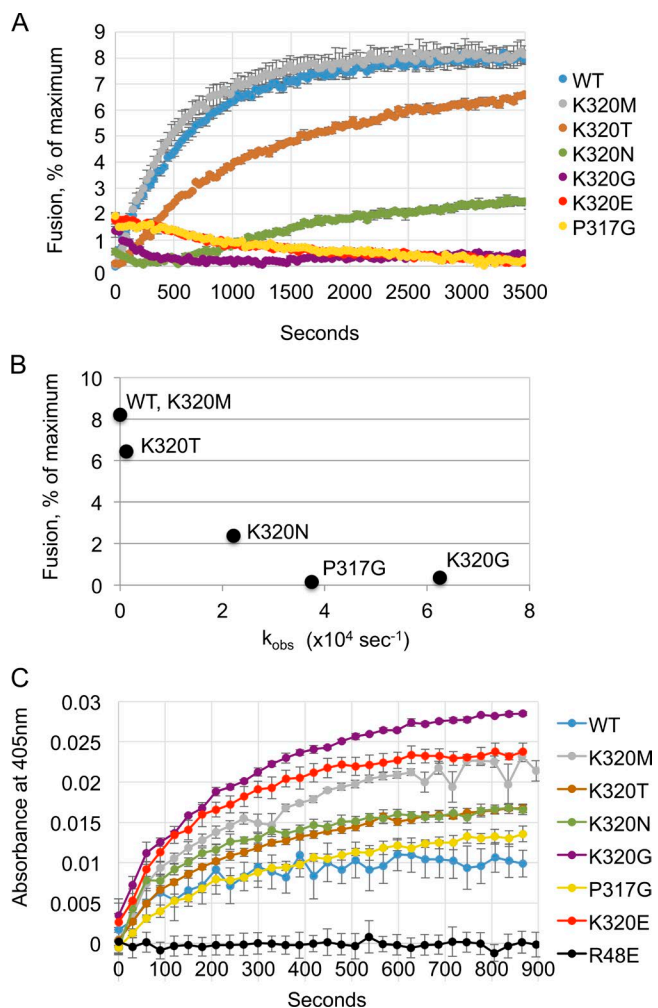 A
Fusion, % of maximum
9
8
7
6
5
4
3
2
1
0
0 500 1000 1500 2000 2500 3000 3500
Seconds
WT
K320M
K320T
K320N
K320G
K320E
P317G
B
Fusion, % of maximum
10
8
6
4
2
0
WT, K320M
K320T
K320N
P317G
K320G
0 2 4 6 8
kobs (x10⁴ sec⁻¹)
C
Absorbance at 405nm
0.03
0.025
0.02
0.015
0.01
0.005
0
0 100 200 300 400 500 600 700 800 900
Seconds
WT
K320M
K320T
K320N
K320G
P317G
K320E
R48E